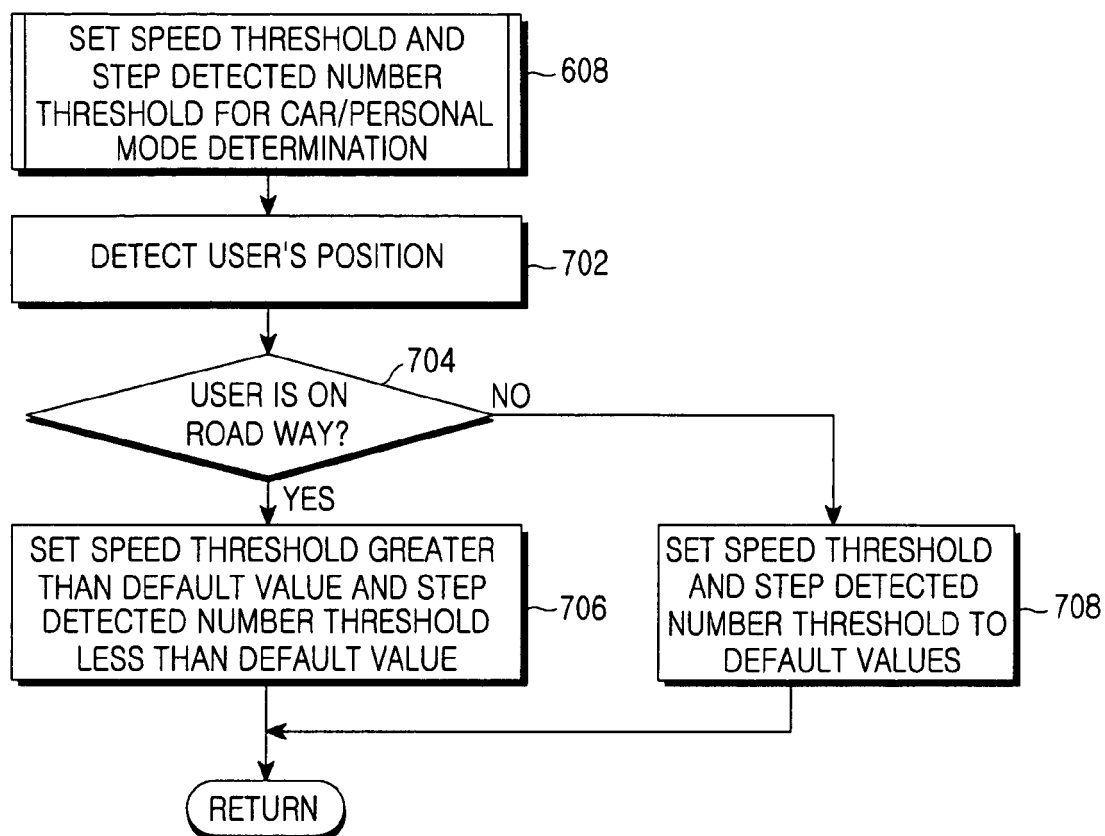 SET SPEED THRESHOLD AND
STEP DETECTED NUMBER
THRESHOLD FOR CAR/PERSONAL
MODE DETERMINATION
608
DETECT USER'S POSITION
702
704
USER IS ON
ROAD WAY?
NO
YES
SET SPEED THRESHOLD GREATER
THAN DEFAULT VALUE AND STEP
DETECTED NUMBER THRESHOLD
LESS THAN DEFAULT VALUE
706
SET SPEED THRESHOLD
AND STEP DETECTED
NUMBER THRESHOLD TO
DEFAULT VALUES
708
RETURN